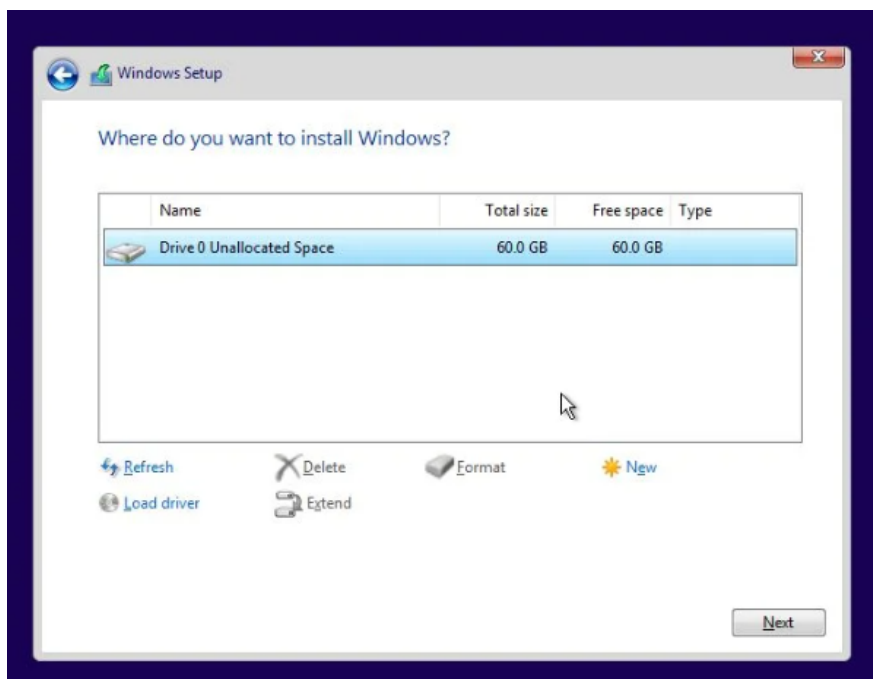 Windows Setup
Where do you want to install Windows?
Name Total size Free space Type
Drive 0 Unallocated Space 60.0 GB 60.0 GB
Refresh Delete Format New
Load driver Extend
Next